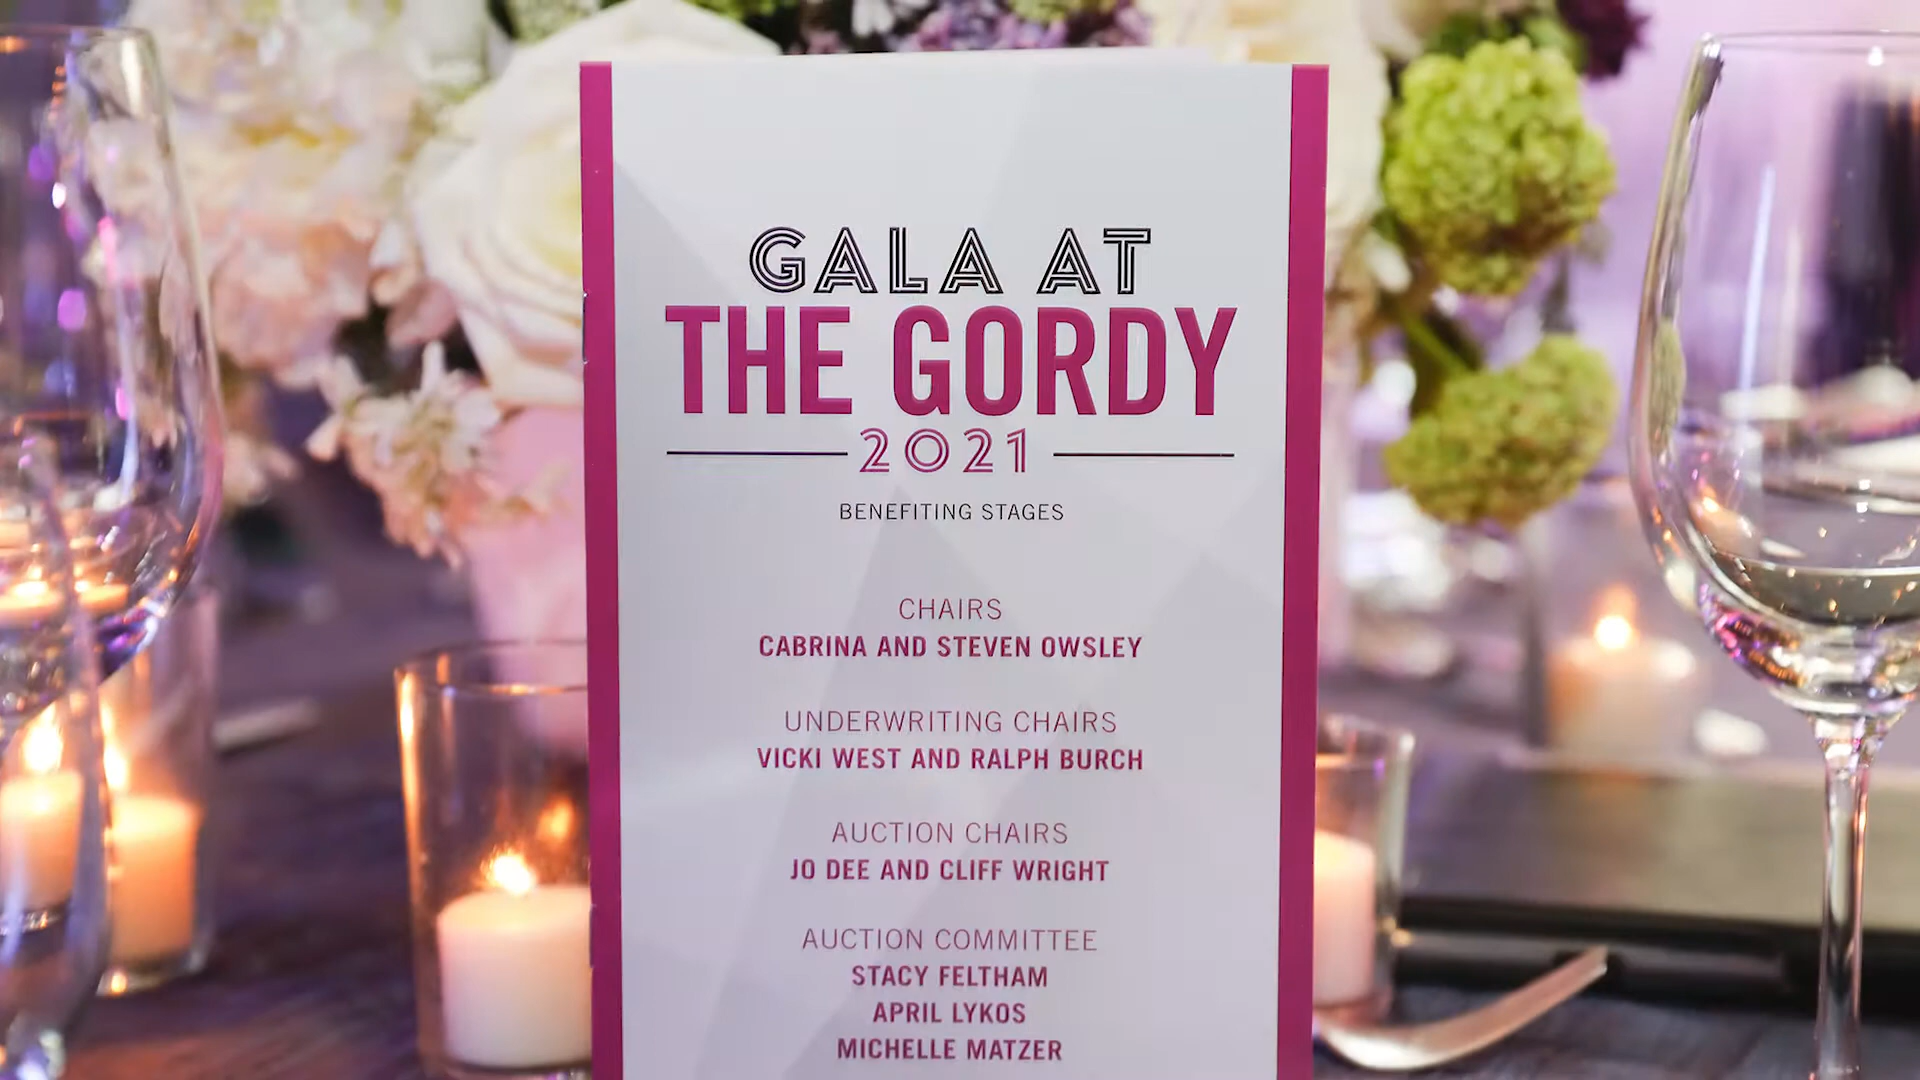 GALA AT
THE GORDY
2021
BENEFITING STAGES
CHAIRS
CABRINA AND STEVEN OWSLEY
UNDERWRITING CHAIRS
VICKI WEST AND RALPH BURCH
AUCTION CHAIRS
JO DEE AND CLIFF WRIGHT
AUCTION COMMITTEE
STACY FELTHAM
APRIL LYKOS
MICHELLE MATZER